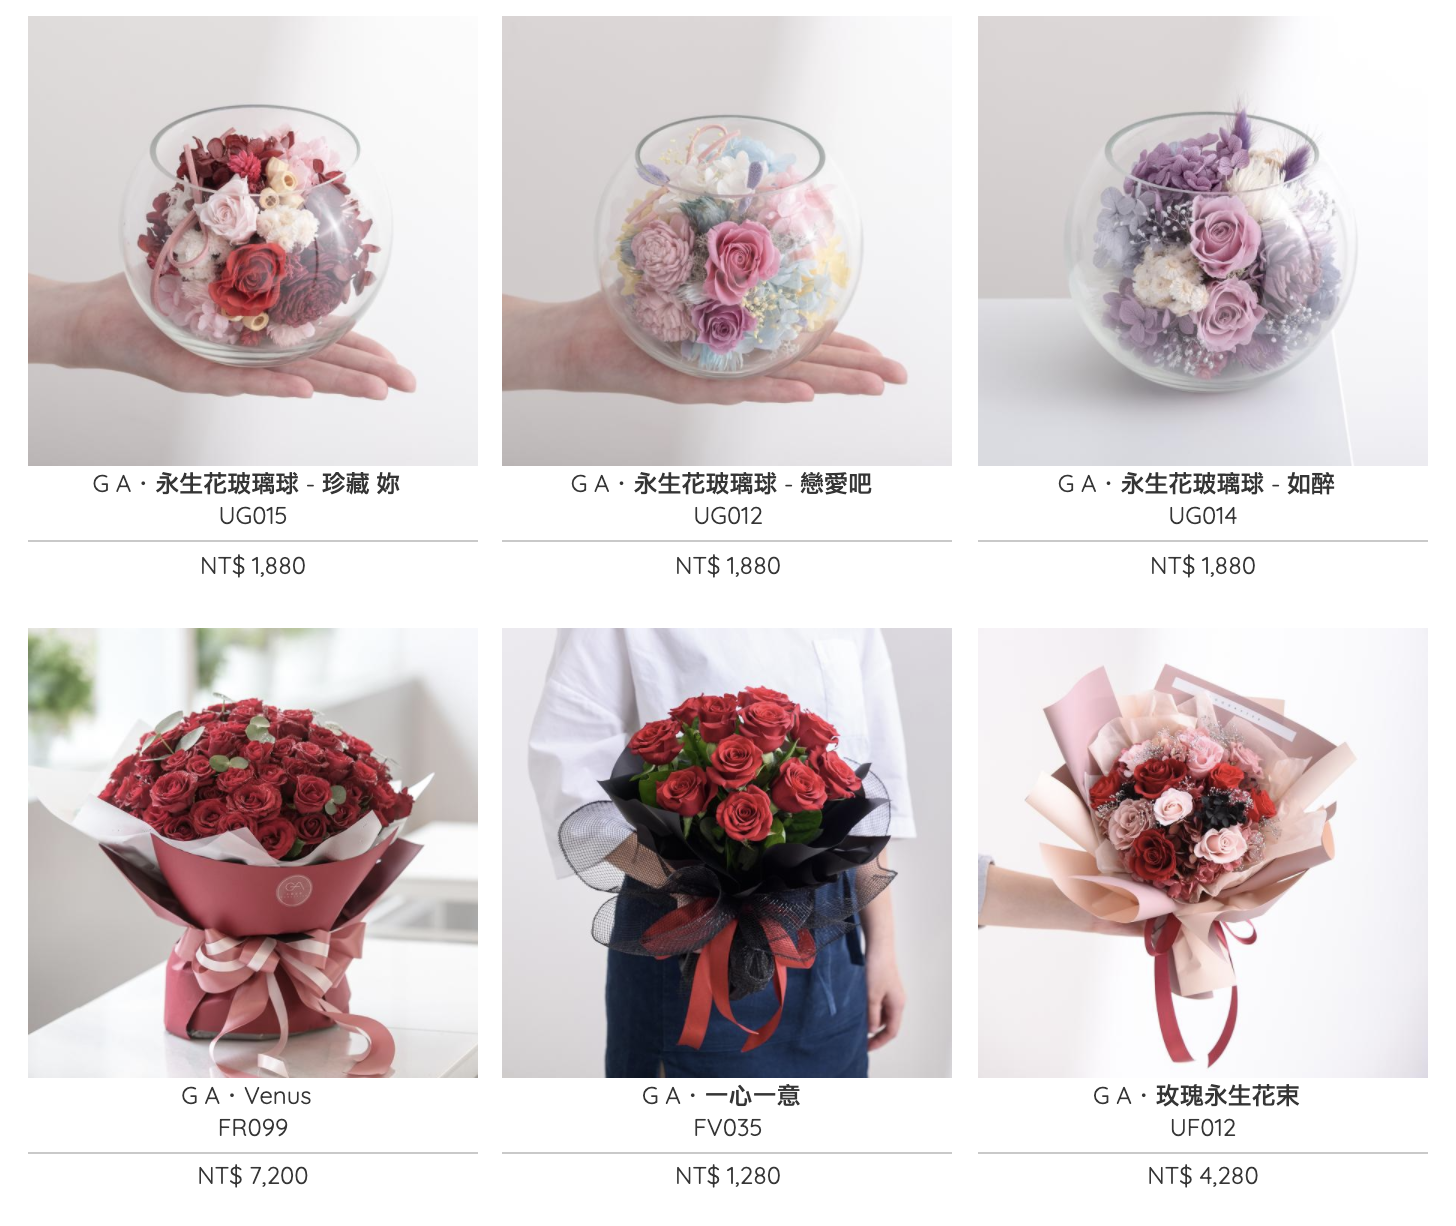 G A・永生花玻璃球 - 珍藏 妳
UG015
NT$ 1,880
G A・永生花玻璃球 - 戀愛吧
UG012
NT$ 1,880
G A・永生花玻璃球 - 如醉
UG014
NT$ 1,880
GA
G A・Venus
FR099
NT$ 7,200
G A・一心一意
FV035
NT$ 1,280
G A・玫瑰永生花束
UF012
NT$ 4,280